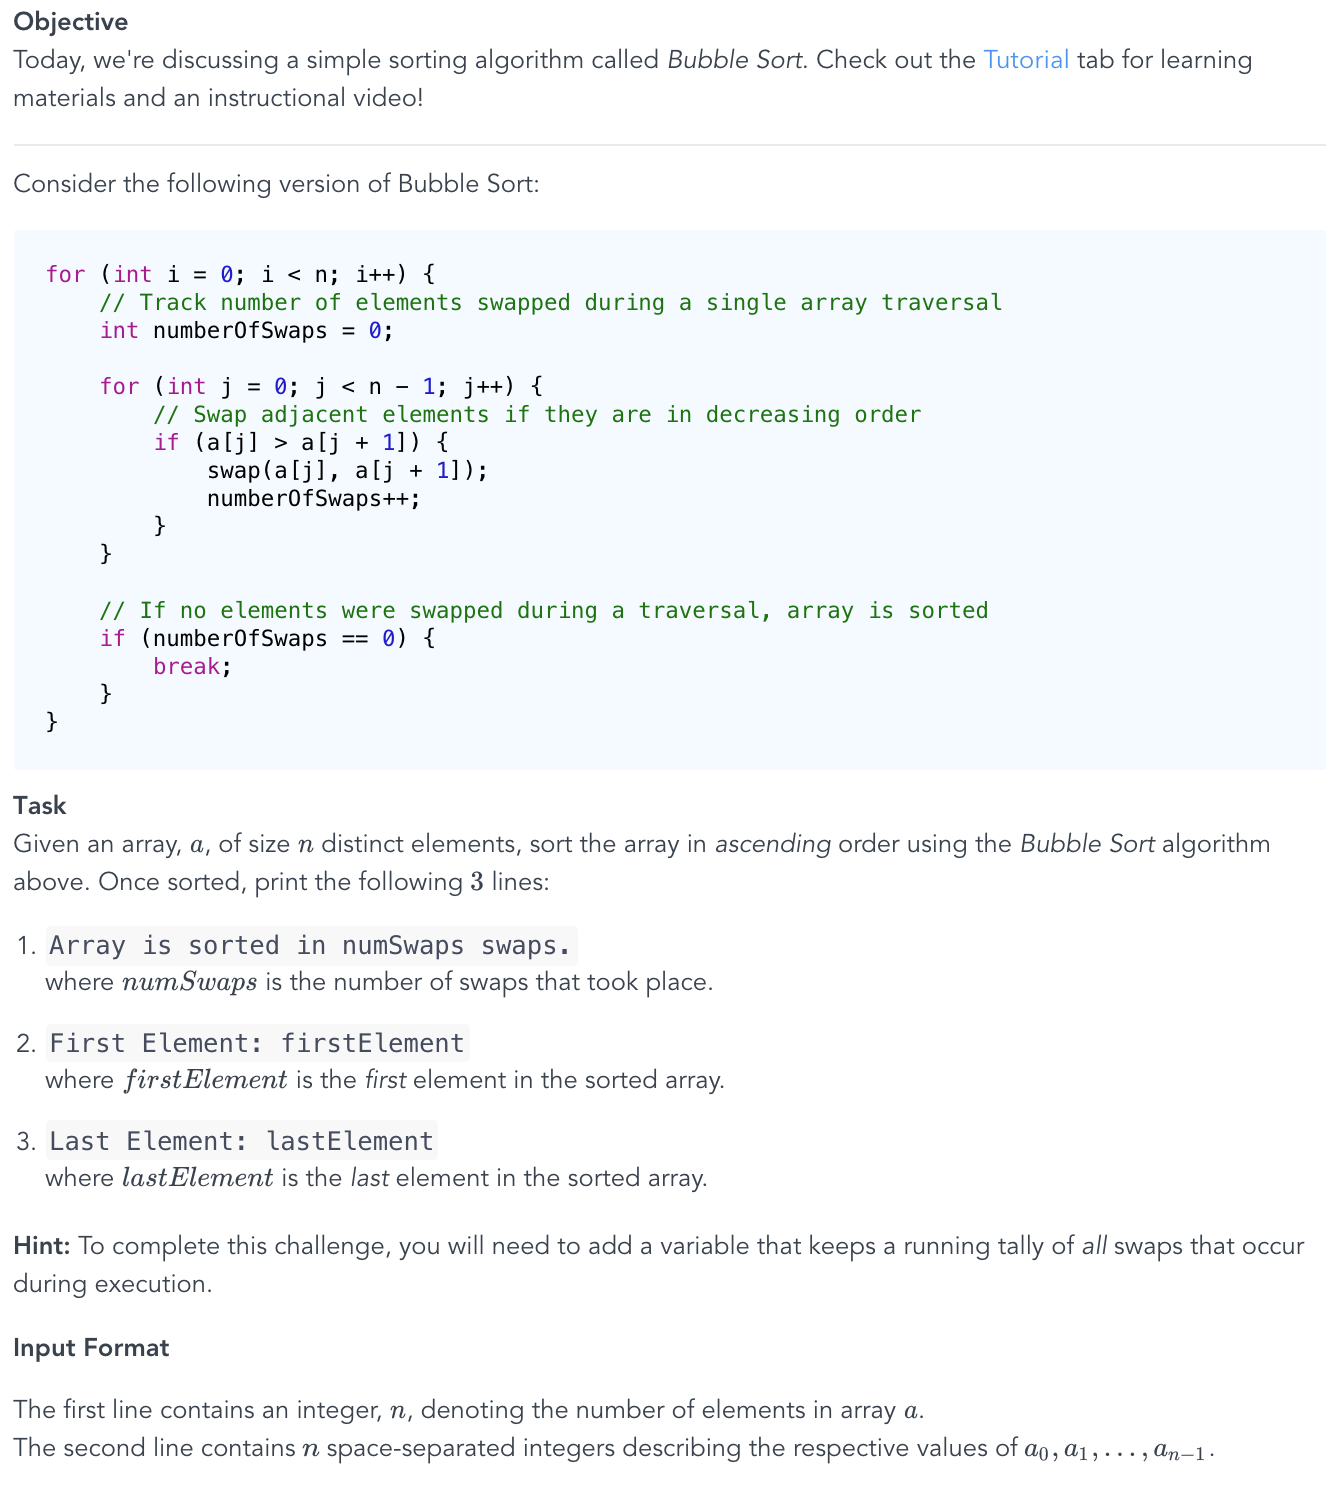 Objective
Today, we're discussing a simple sorting algorithm called Bubble Sort. Check out the Tutorial tab for learning
materials and an instructional video!
Consider the following version of Bubble Sort:
for (int i = 0; i < n; i++) {
    // Track number of elements swapped during a single array traversal
    int numberOfSwaps = 0;

    for (int j = 0; j < n - 1; j++) {
        // Swap adjacent elements if they are in decreasing order
        if (a[j] > a[j + 1]) {
            swap(a[j], a[j + 1]);
            numberOfSwaps++;
        }
    }

    // If no elements were swapped during a traversal, array is sorted
    if (numberOfSwaps == 0) {
        break;
    }
}
Task
Given an array, a, of size n distinct elements, sort the array in ascending order using the Bubble Sort algorithm
above. Once sorted, print the following 3 lines:
1. Array is sorted in numSwaps swaps.
where numSwaps is the number of swaps that took place.
2. First Element: firstElement
where firstElement is the first element in the sorted array.
3. Last Element: lastElement
where lastElement is the last element in the sorted array.
Hint: To complete this challenge, you will need to add a variable that keeps a running tally of all swaps that occur
during execution.
Input Format
The first line contains an integer, n, denoting the number of elements in array a.
The second line contains n space-separated integers describing the respective values of a₀, a₁, . . . , aₙ₋₁.